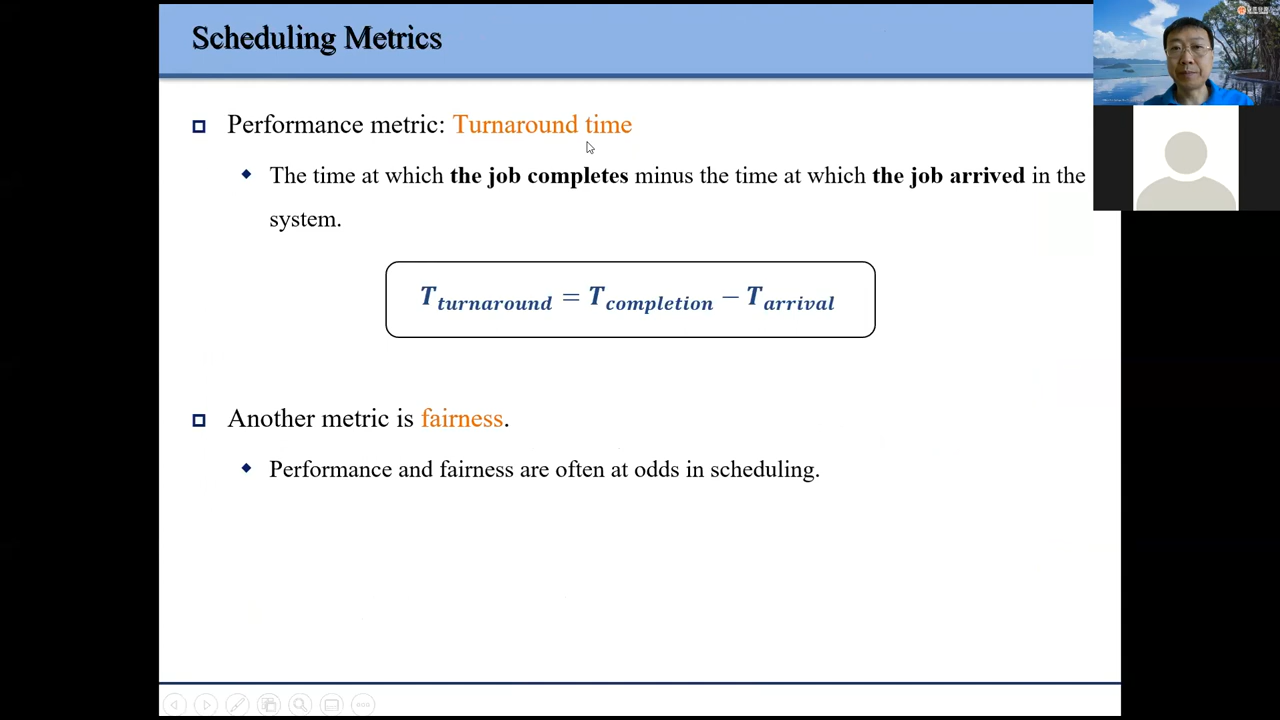 Scheduling Metrics
Performance metric: Turnaround time
The time at which the job completes minus the time at which the job arrived in the
system.
T_turnaround = T_completion − T_arrival
Another metric is fairness.
Performance and fairness are often at odds in scheduling.